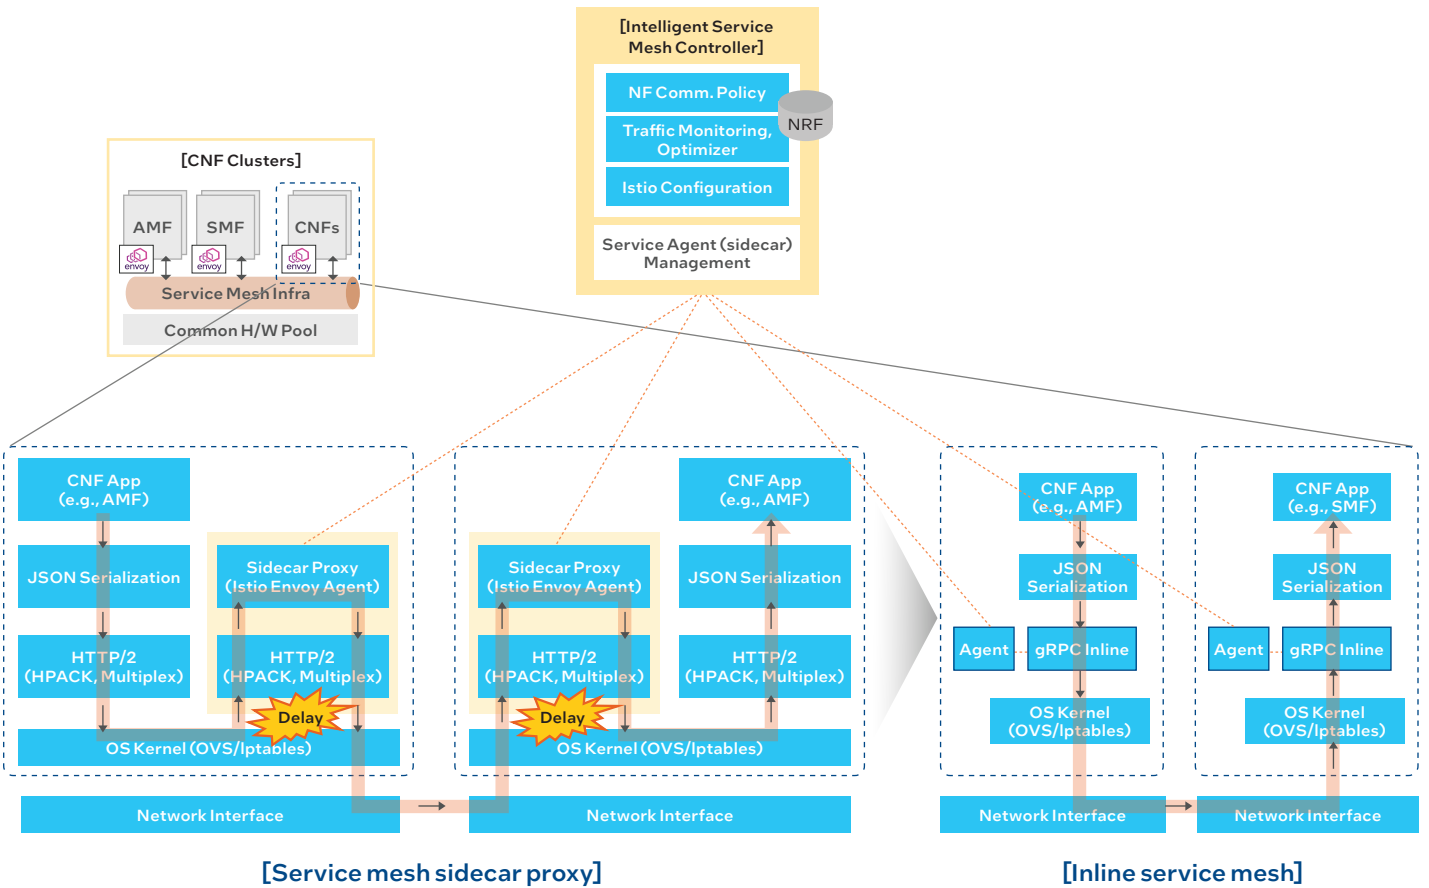 [Intelligent Service
Mesh Controller]
NF Comm. Policy
Traffic Monitoring,
Optimizer
Istio Configuration
NRF
Service Agent (sidecar)
Management
[CNF Clusters]
AMF
SMF
CNFs
envoy
envoy
envoy
Service Mesh Infra
Common H/W Pool
CNF App
(e.g., AMF)
JSON Serialization
HTTP/2
(HPACK, Multiplex)
Sidecar Proxy
(Istio Envoy Agent)
HTTP/2
(HPACK, Multiplex)
Delay
OS Kernel (OVS/Iptables)
Network Interface
Sidecar Proxy
(Istio Envoy Agent)
HTTP/2
(HPACK, Multiplex)
Delay
CNF App
(e.g., AMF)
JSON Serialization
HTTP/2
(HPACK, Multiplex)
OS Kernel (OVS/Iptables)
Network Interface
[Service mesh sidecar proxy]
CNF App
(e.g., AMF)
JSON
Serialization
Agent
gRPC Inline
OS Kernel
(OVS/Iptables)
Network Interface
CNF App
(e.g., SMF)
JSON
Serialization
Agent
gRPC Inline
OS Kernel
(OVS/Iptables)
Network Interface
[Inline service mesh]